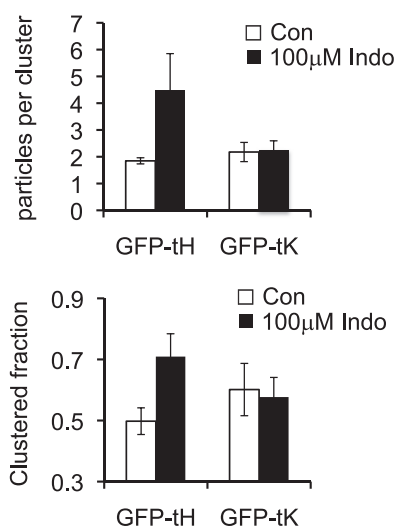 7
6
5
4
3
2
1
0
particles per cluster
Con
100μM Indo
GFP-tH GFP-tK
0.9
0.7
0.5
0.3
Clustered fraction
Con
100μM Indo
GFP-tH GFP-tK